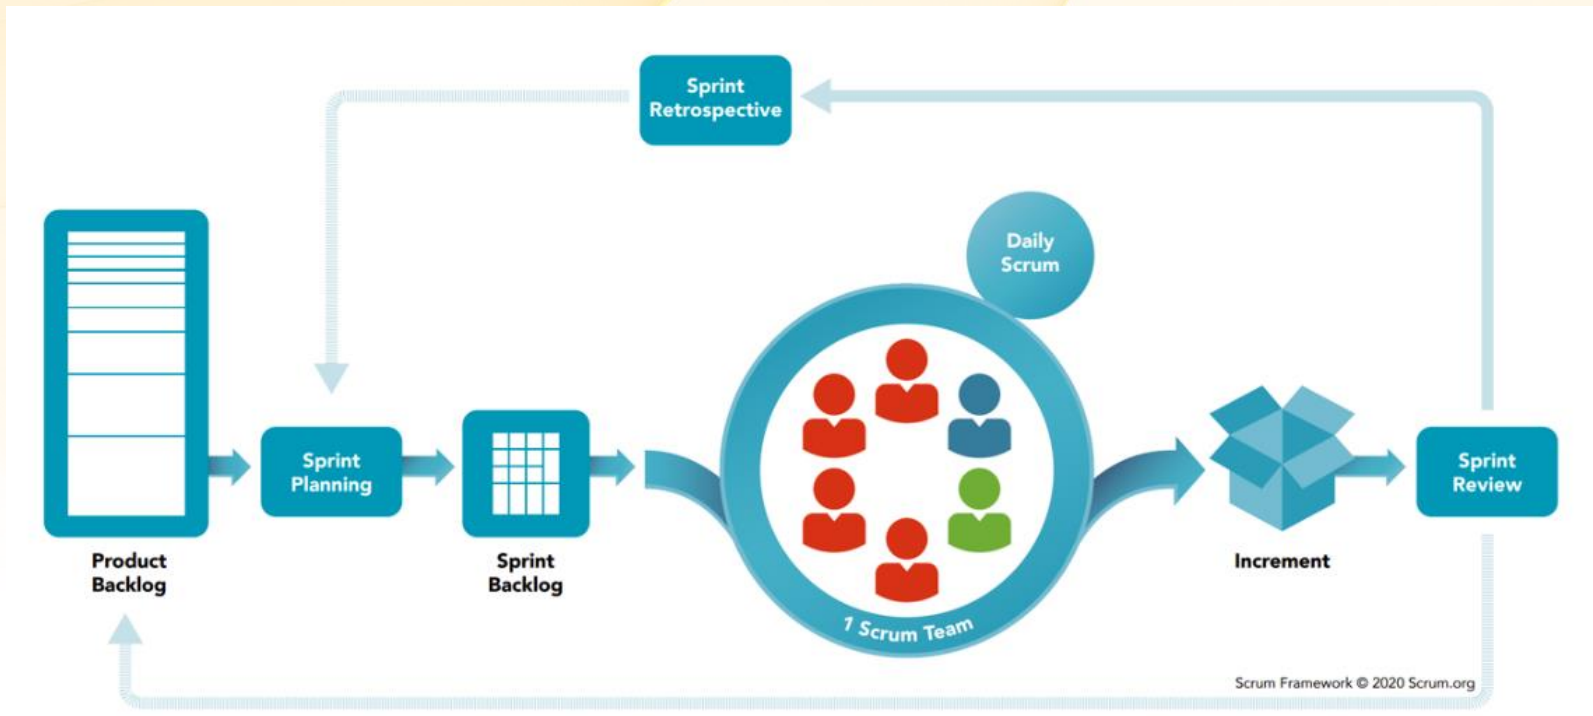 Sprint
Retrospective
Daily
Scrum
Sprint
Planning
Sprint
Review
Product
Backlog
Sprint
Backlog
1 Scrum Team
Increment
Scrum Framework © 2020 Scrum.org